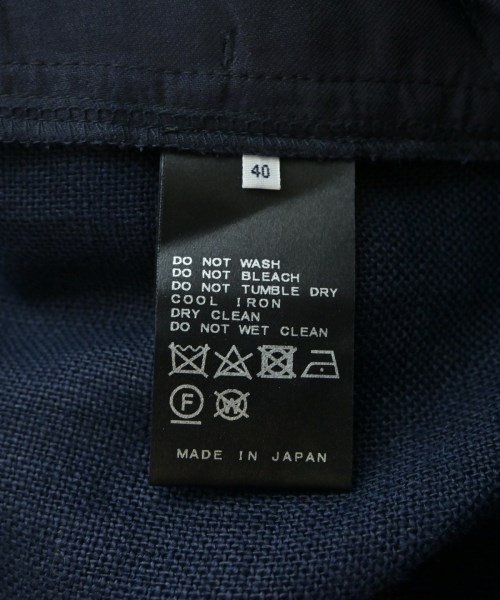 40
DO NOT WASH
DO NOT BLEACH
DO NOT TUMBLE DRY
COOL IRON
DRY CLEAN
DO NOT WET CLEAN
F W
MADE IN JAPAN